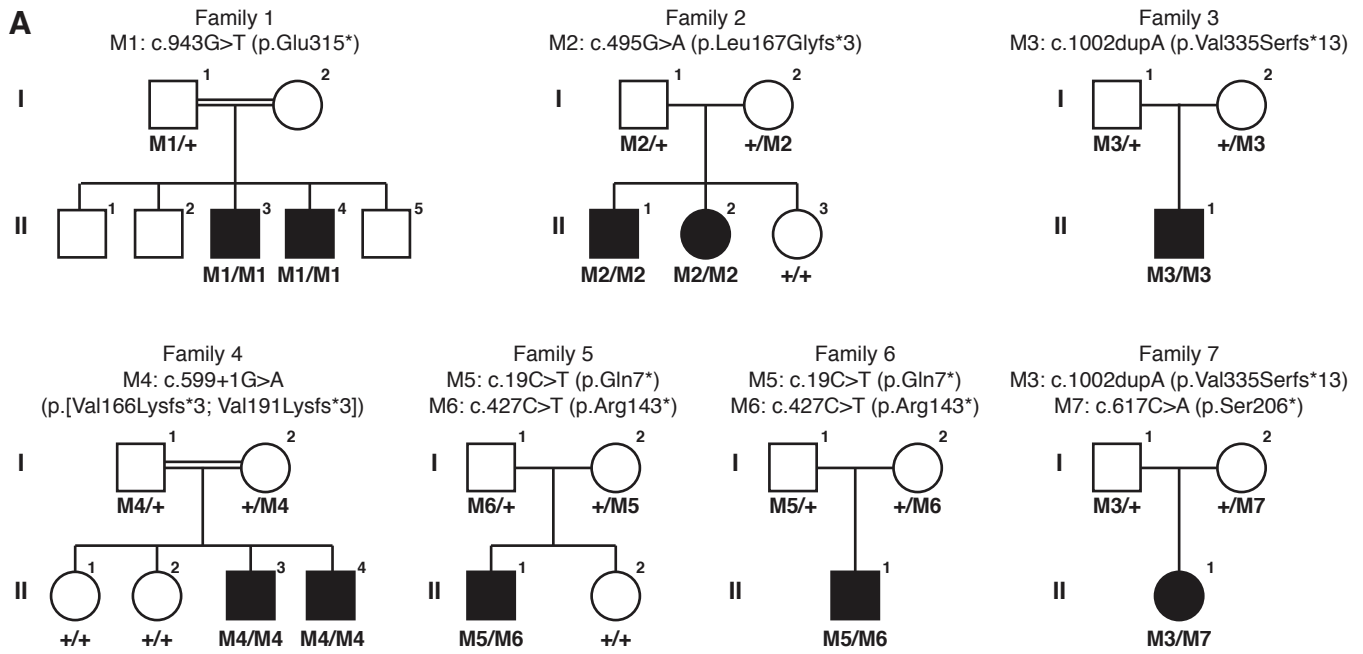 A
Family 1
M1: c.943G>T (p.Glu315*)
I
1
2
M1/+
II
1
2
3
4
5
M1/M1
M1/M1
Family 2
M2: c.495G>A (p.Leu167Glyfs*3)
I
1
2
M2/+
+/M2
II
1
2
3
M2/M2
M2/M2
+/+
Family 3
M3: c.1002dupA (p.Val335Serfs*13)
I
1
2
M3/+
+/M3
II
1
M3/M3
Family 4
M4: c.599+1G>A
(p.[Val166Lysfs*3; Val191Lysfs*3])
I
1
2
M4/+
+/M4
II
1
2
3
4
+/+
+/+
M4/M4
M4/M4
Family 5
M5: c.19C>T (p.Gln7*)
M6: c.427C>T (p.Arg143*)
I
1
2
M6/+
+/M5
II
1
2
M5/M6
+/+
Family 6
M5: c.19C>T (p.Gln7*)
M6: c.427C>T (p.Arg143*)
I
1
2
M5/+
+/M6
II
1
M5/M6
Family 7
M3: c.1002dupA (p.Val335Serfs*13)
M7: c.617C>A (p.Ser206*)
I
1
2
M3/+
+/M7
II
1
M3/M7